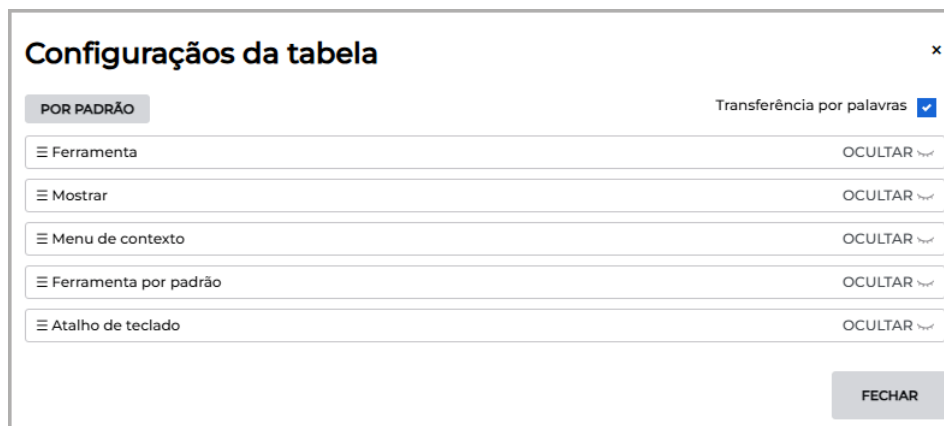 Configuraçãos da tabela ×
POR PADRÃO Transferência por palavras
☰ Ferramenta OCULTAR
☰ Mostrar OCULTAR
☰ Menu de contexto OCULTAR
☰ Ferramenta por padrão OCULTAR
☰ Atalho de teclado OCULTAR
FECHAR